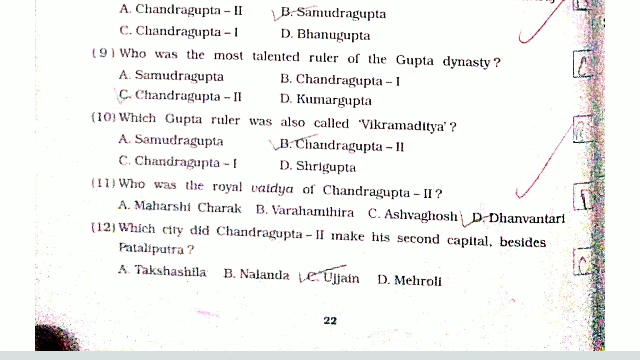 A. Chandragupta – II B. Samudragupta
C. Chandragupta – I D. Bhanugupta
(9) Who was the most talented ruler of the Gupta dynasty?
A. Samudragupta B. Chandragupta – I
C. Chandragupta – II D. Kumargupta
(10) Which Gupta ruler was also called 'Vikramaditya'?
A. Samudragupta B. Chandragupta – II
C. Chandragupta – I D. Shrigupta
(11) Who was the royal vaidya of Chandragupta – II?
A. Maharshi Charak B. Varahamihira C. Ashvaghosh D. Dhanvantari
(12) Which city did Chandragupta – II make his second capital, besides
Pataliputra?
A. Takshashila B. Nalanda C. Ujjain D. Mehroli
22